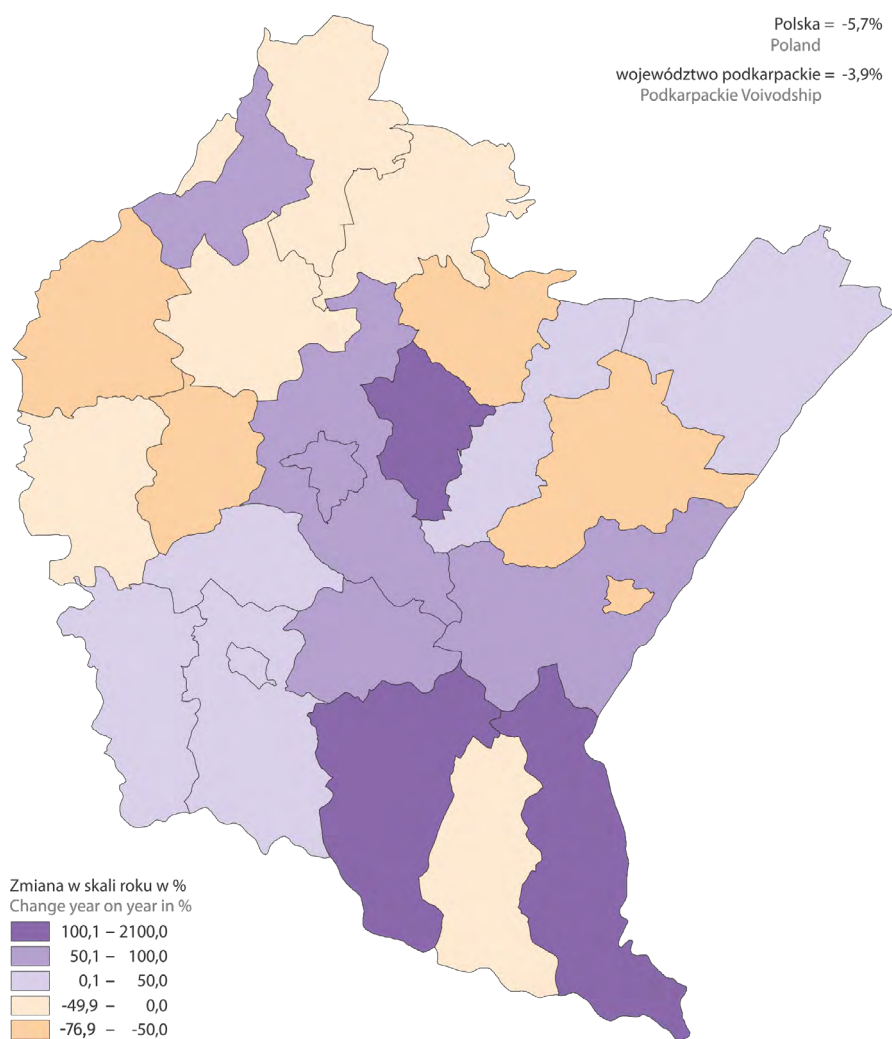 Polska = -5,7%
Poland
województwo podkarpackie = -3,9%
Podkarpackie Voivodship
Zmiana w skali roku w %
Change year on year in %
100,1 – 2100,0
50,1 – 100,0
0,1 – 50,0
-49,9 – 0,0
-76,9 – -50,0